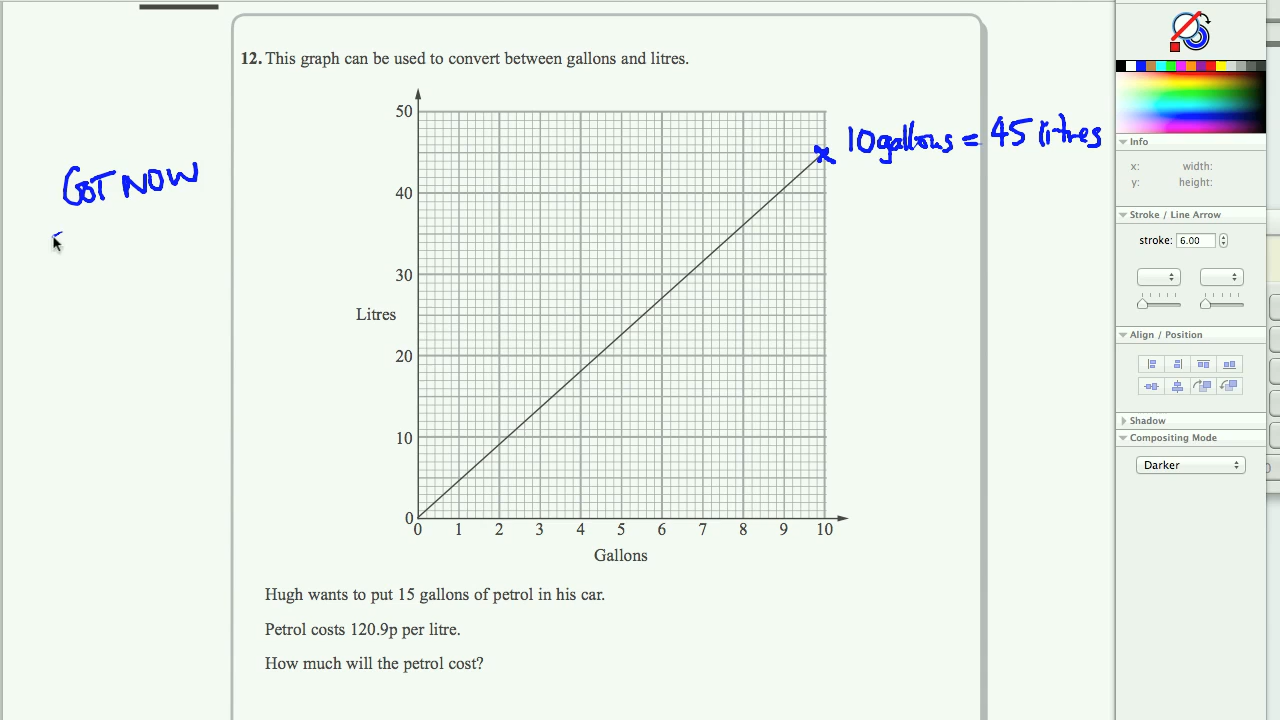 12. This graph can be used to convert between gallons and litres.
50
10gallons = 45 litres
GOT NOW
40
30
Litres
20
10
0
0 1 2 3 4 5 6 7 8 9 10
Gallons
Hugh wants to put 15 gallons of petrol in his car.
Petrol costs 120.9p per litre.
How much will the petrol cost?
Info
x: width:
y: height:
Stroke / Line Arrow
stroke: 6.00
Align / Position
Shadow
Compositing Mode
Darker